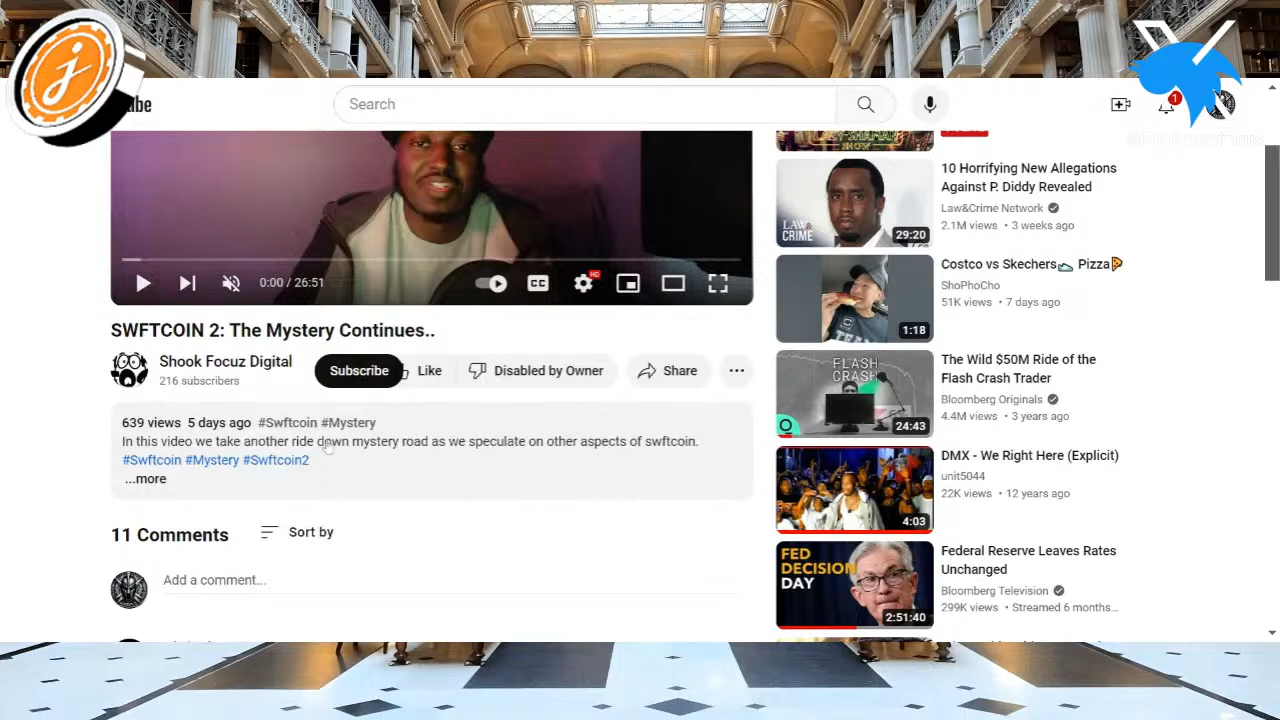 be
Search
1
SHOW
10 Horrifying New Allegations
Against P. Diddy Revealed
Law&Crime Network
2.1M views • 3 weeks ago
LAW&
CRIME
29:20
Costco vs Skechers Pizza
ShoPhoCho
51K views • 7 days ago
TEAM
1:18
0:00 / 26:51
CC
HD
SWFTCOIN 2: The Mystery Continues..
Shook Focuz Digital
216 subscribers
Subscribe
Like
Disabled by Owner
Share
The Wild $50M Ride of the
Flash Crash Trader
Bloomberg Originals
4.4M views • 3 years ago
FLASH
CRASH
24:43
639 views 5 days ago #Swftcoin #Mystery
In this video we take another ride down mystery road as we speculate on other aspects of swftcoin.
#Swftcoin #Mystery #Swftcoin2
...more
DMX - We Right Here (Explicit)
unit5044
22K views • 12 years ago
4:03
11 Comments
Sort by
Add a comment...
Federal Reserve Leaves Rates
Unchanged
Bloomberg Television
299K views • Streamed 6 months...
FED
DECISION
DAY
2:51:40